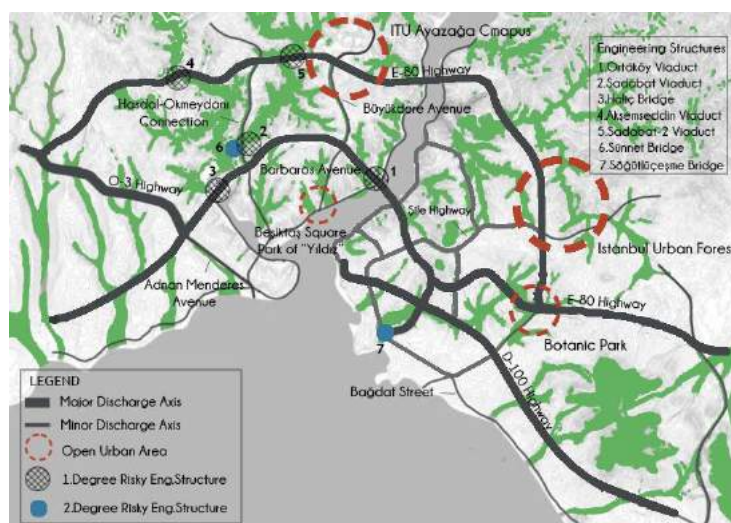 ITU Ayazağa Cmapus
E-80 Highway
Engineering Structures
1.Ortaköy Viaduct
2.Sadabat Viaduct
3.Haliç Bridge
4.Akşemseddin Viaduct
5.Sadabat-2 Viaduct
6.Sünnet Bridge
7.Söğütlüçeşme Bridge
4
5
Hasdal-Okmeydanı
Connection
Büyükdere Avenue
6
2
Barbaros Avenue
1
3
O-3 Highway
Şile Highway
Beşiktaş Square
Park of "Yıldız"
Istanbul Urban Fores
Adnan Menderes
Avenue
E-80 Highway
Botanic Park
7
D-100 Highway
Bağdat Street
LEGEND
Major Discharge Axis
Minor Discharge Axis
Open Urban Area
1.Degree Risky Eng.Structure
2.Degree Risky Eng.Structure